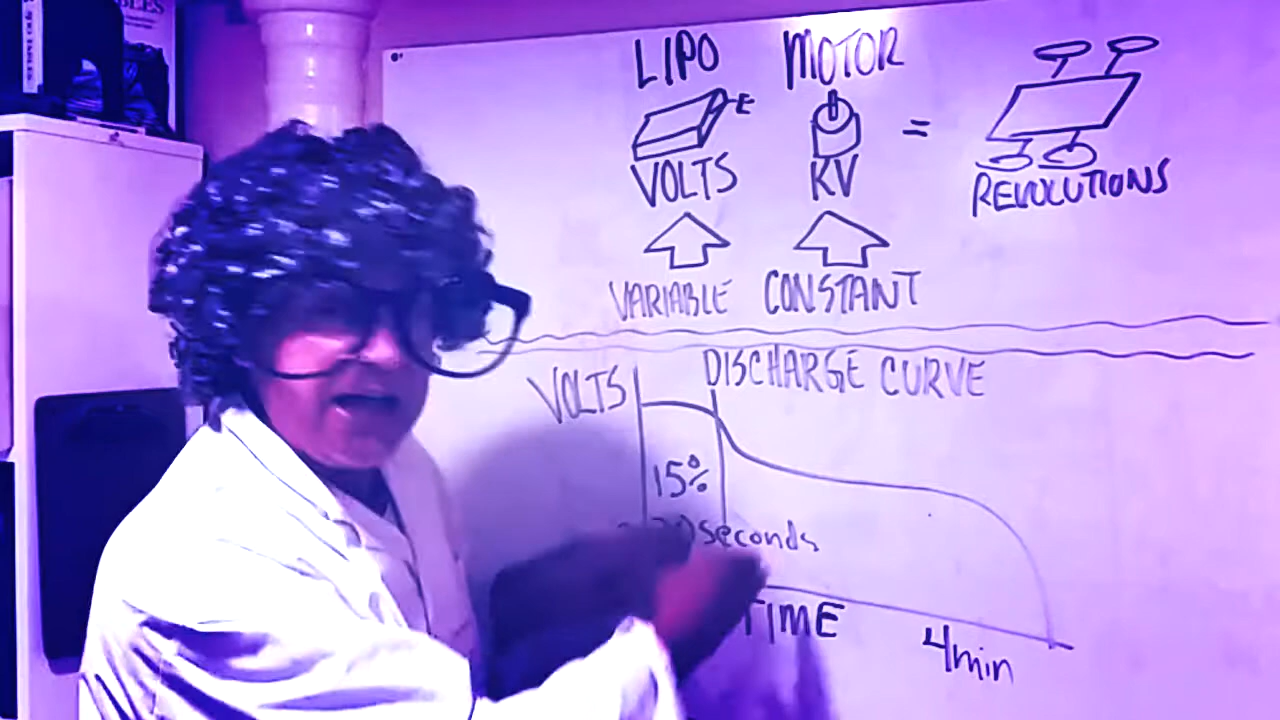 LIPO MOTOR
=
VOLTS KV REVOLUTIONS
VARIABLE CONSTANT
VOLTS DISCHARGE CURVE
15%
seconds
TIME
4min